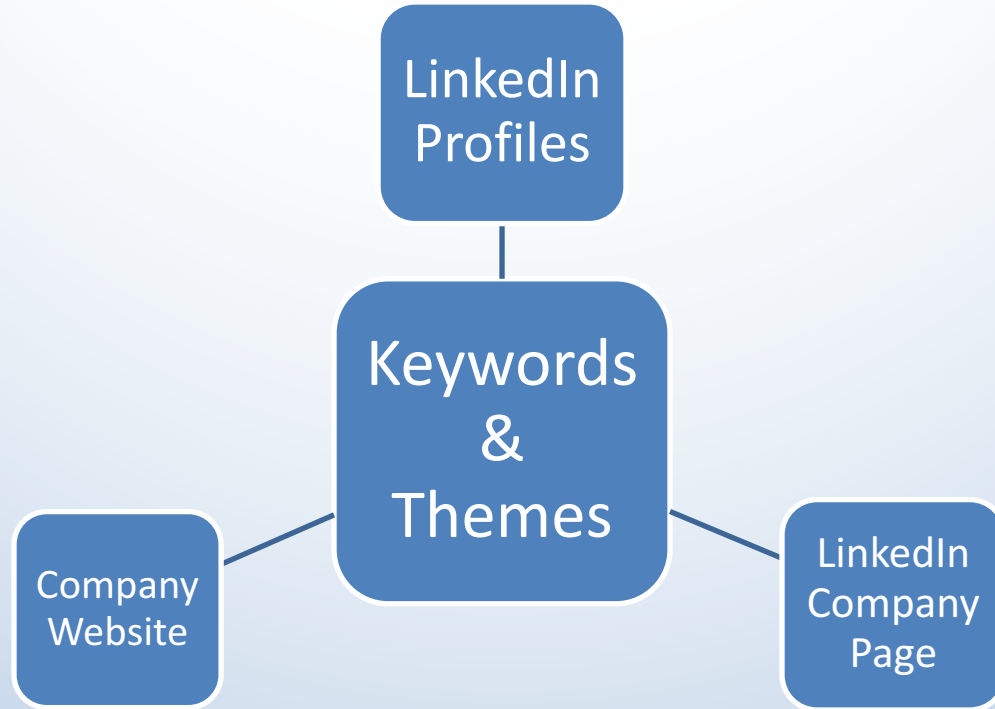 LinkedIn
Profiles
Keywords
&
Themes
Company
Website
LinkedIn
Company
Page